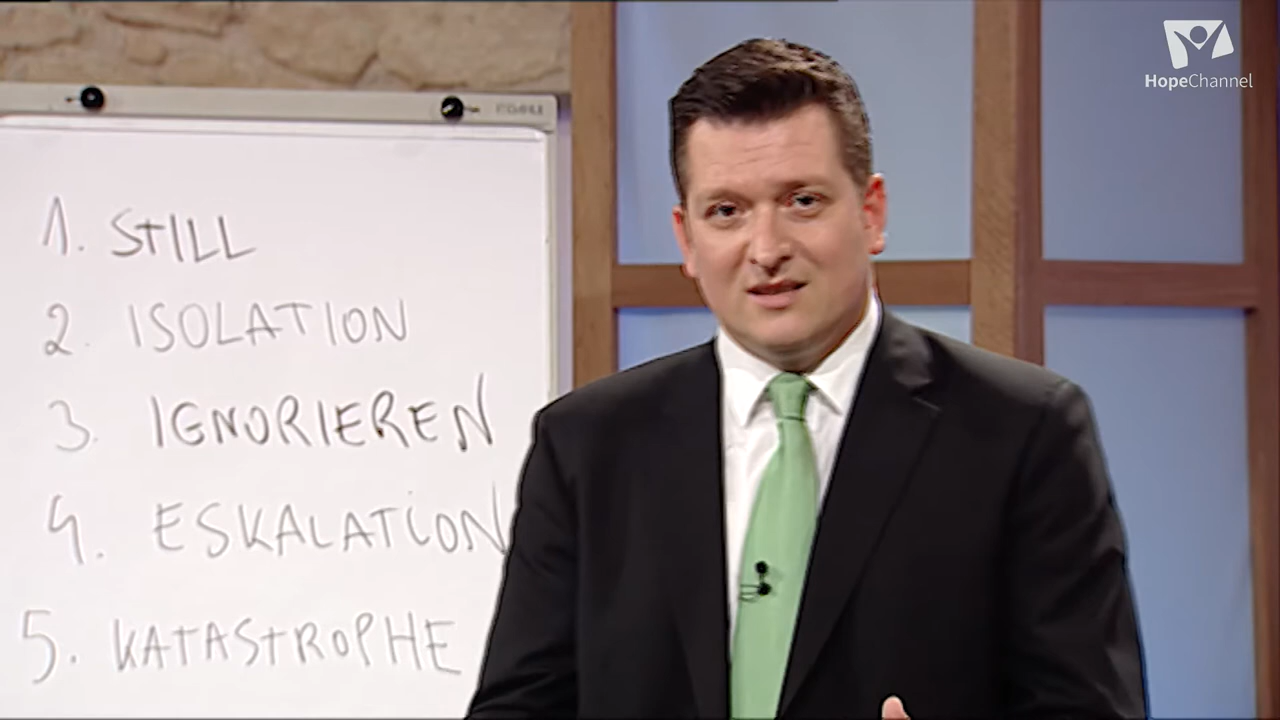 HopeChannel
1. STILL
2. ISOLATION
3. IGNORIEREN
4. ESKALATION
5. KATASTROPHE